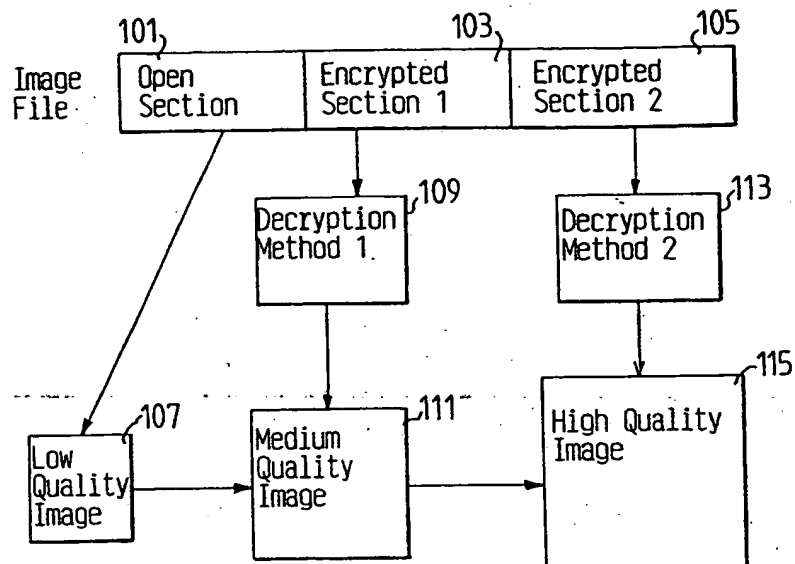 101
103
105
Image
File
Open
Section
Encrypted
Section 1
Encrypted
Section 2
109
113
Decryption
Method 1.
Decryption
Method 2
107
111
115
Low
Quality
Image
Medium
Quality
Image
High Quality
Image